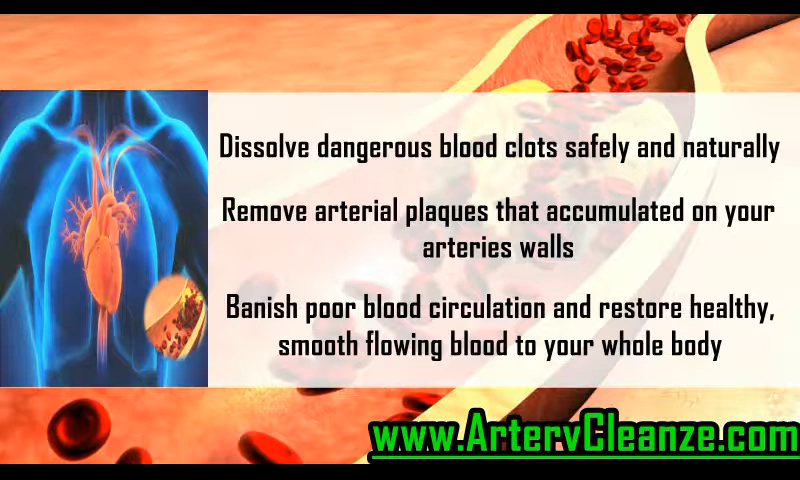 Dissolve dangerous blood clots safely and naturally
Remove arterial plaques that accumulated on your
arteries walls
Banish poor blood circulation and restore healthy,
smooth flowing blood to your whole body
www.ArteryCleanze.com